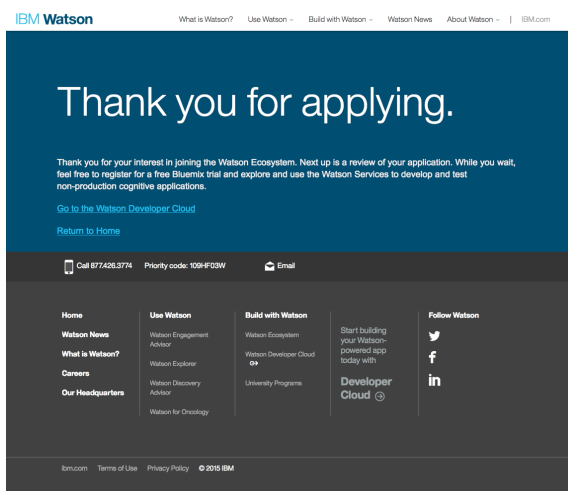 IBM Watson
What is Watson? Use Watson Build with Watson Watson News About Watson | IBM.com
Thank you for applying.
Thank you for your interest in joining the Watson Ecosystem. Next up is a review of your application. While you wait,
feel free to register for a free Bluemix trial and explore and use the Watson Services to develop and test
non-production cognitive applications.
Go to the Watson Developer Cloud
Return to Home
Call 877.426.3774 Priority code: 109HF03W Email
Home
Watson News
What is Watson?
Careers
Our Headquarters
Use Watson
Watson Engagement
Advisor
Watson Explorer
Watson Discovery
Advisor
Watson for Oncology
Build with Watson
Watson Ecosystem
Watson Developer Cloud
University Programs
Start building
your Watson-
powered app
today with
Developer
Cloud
Follow Watson
ibm.com Terms of Use Privacy Policy © 2015 IBM